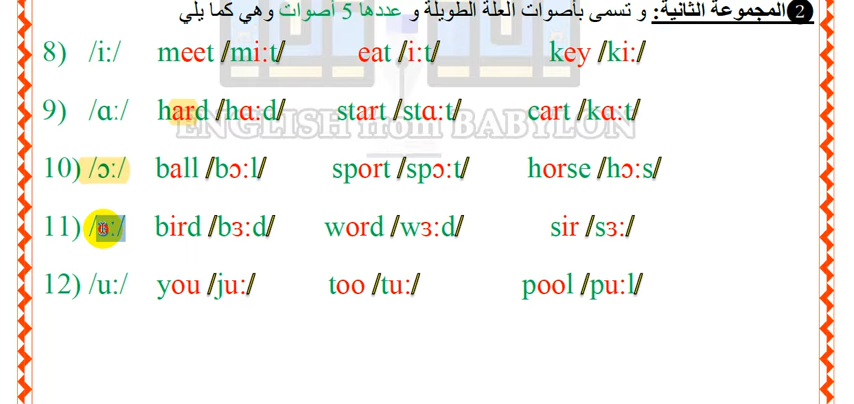 ❷المجموعة الثانية: و تسمى بأصوات العلة الطويلة و عددها 5 أصوات وهي كما يلي
8) /i:/ meet /mi:t/ eat /i:t/ key /ki:/
9) /ɑ:/ hard /hɑ:d/ start /stɑ:t/ cart /kɑ:t/
ENGLISH from BABYLON
10) /ɔ:/ ball /bɔ:l/ sport /spɔ:t/ horse /hɔ:s/
11) /ɜ:/ bird /bɜ:d/ word /wɜ:d/ sir /sɜ:/
12) /u:/ you /ju:/ too /tu:/ pool /pu:l/